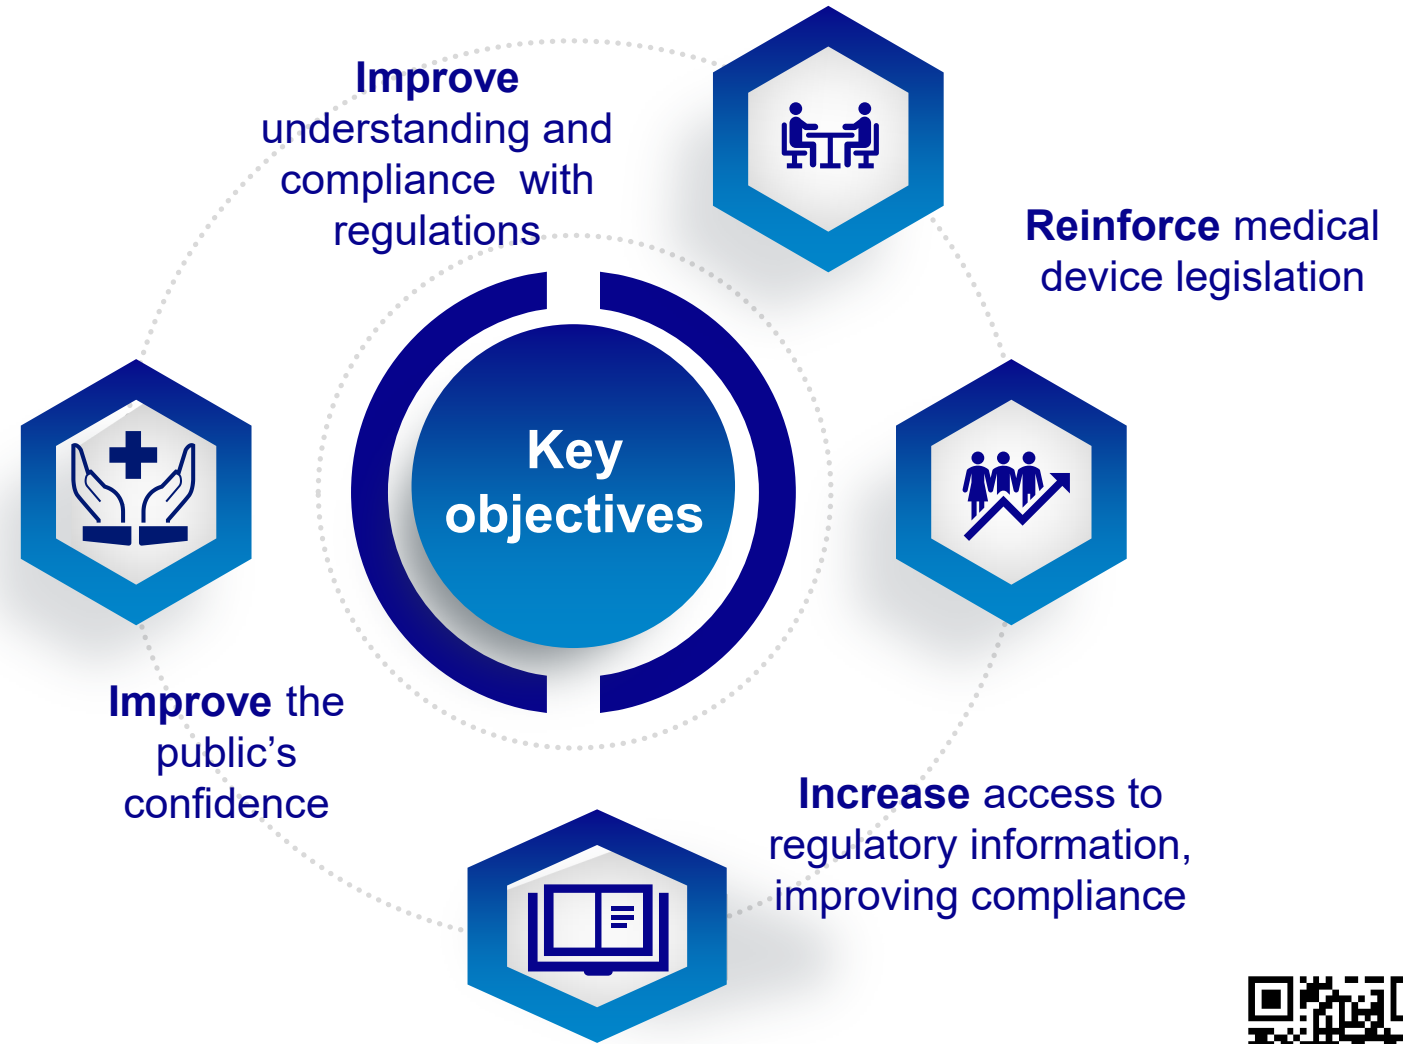 Improve
understanding and
compliance with
regulations
Reinforce medical
device legislation
Key
objectives
Improve the
public's
confidence
Increase access to
regulatory information,
improving compliance